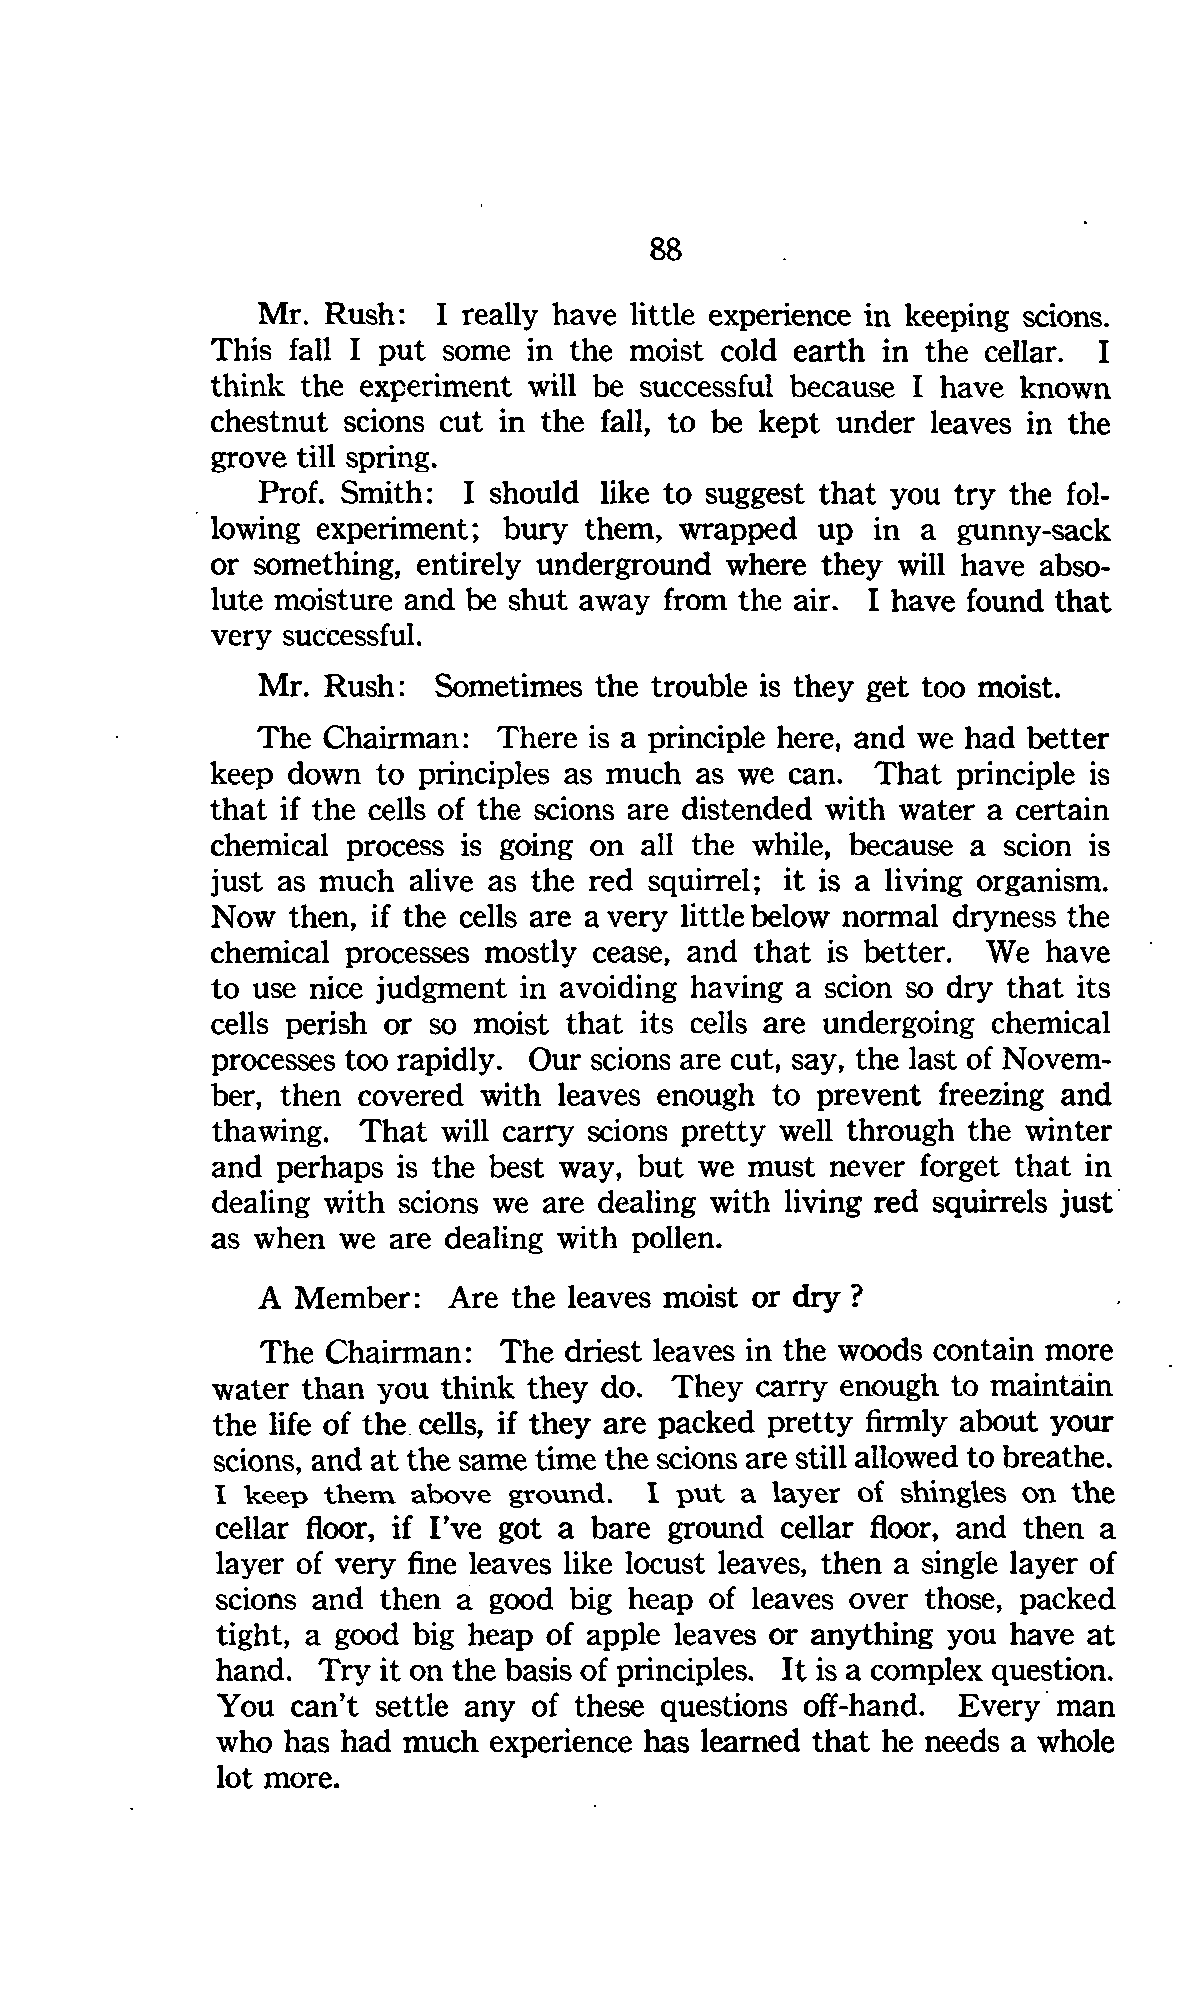 88
Mr. Rush: I really have little experience in keeping scions.
This fall I put some in the moist cold earth in the cellar. I
think the experiment will be successful because I have known
chestnut scions cut in the fall, to be kept under leaves in the
grove till spring.
Prof. Smith: I should like to suggest that you try the fol-
lowing experiment; bury them, wrapped up in a gunny-sack
or something, entirely underground where they will have abso-
lute moisture and be shut away from the air. I have found that
very successful.
Mr. Rush: Sometimes the trouble is they get too moist.
The Chairman: There is a principle here, and we had better
keep down to principles as much as we can. That principle is
that if the cells of the scions are distended with water a certain
chemical process is going on all the while, because a scion is
just as much alive as the red squirrel; it is a living organism.
Now then, if the cells are a very little below normal dryness the
chemical processes mostly cease, and that is better. We have
to use nice judgment in avoiding having a scion so dry that its
cells perish or so moist that its cells are undergoing chemical
processes too rapidly. Our scions are cut, say, the last of Novem-
ber, then covered with leaves enough to prevent freezing and
thawing. That will carry scions pretty well through the winter
and perhaps is the best way, but we must never forget that in
dealing with scions we are dealing with living red squirrels just
as when we are dealing with pollen.
A Member: Are the leaves moist or dry?
The Chairman: The driest leaves in the woods contain more
water than you think they do. They carry enough to maintain
the life of the cells, if they are packed pretty firmly about your
scions, and at the same time the scions are still allowed to breathe.
I keep them above ground. I put a layer of shingles on the
cellar floor, if I've got a bare ground cellar floor, and then a
layer of very fine leaves like locust leaves, then a single layer of
scions and then a good big heap of leaves over those, packed
tight, a good big heap of apple leaves or anything you have at
hand. Try it on the basis of principles. It is a complex question.
You can't settle any of these questions off-hand. Every man
who has had much experience has learned that he needs a whole
lot more.